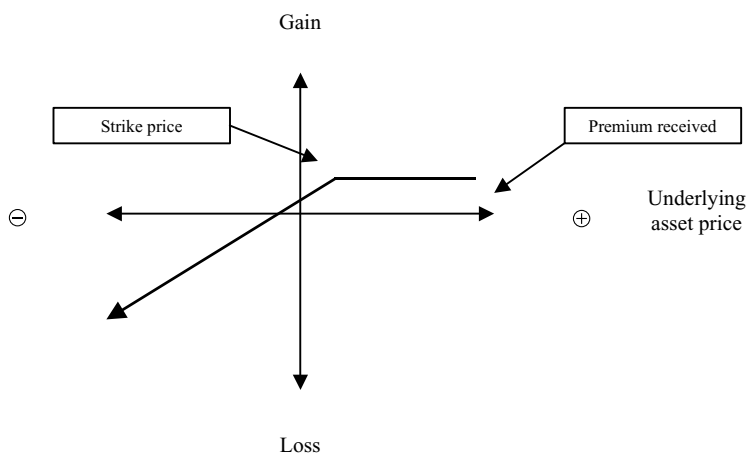 Gain
Strike price
Premium received
Underlying
asset price
⊖
⊕
Loss